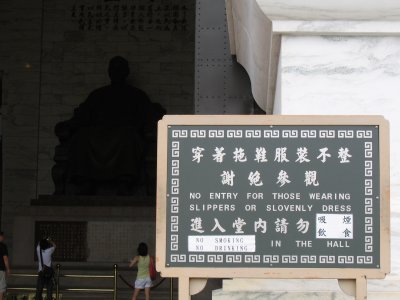 穿著拖鞋服裝不整
謝絕參觀
NO ENTRY FOR THOSE WEARING
SLIPPERS OR SLOVENLY DRESS
進入堂內請勿 吸煙 飲食
NO SMOKING
NO DRINKING IN THE HALL